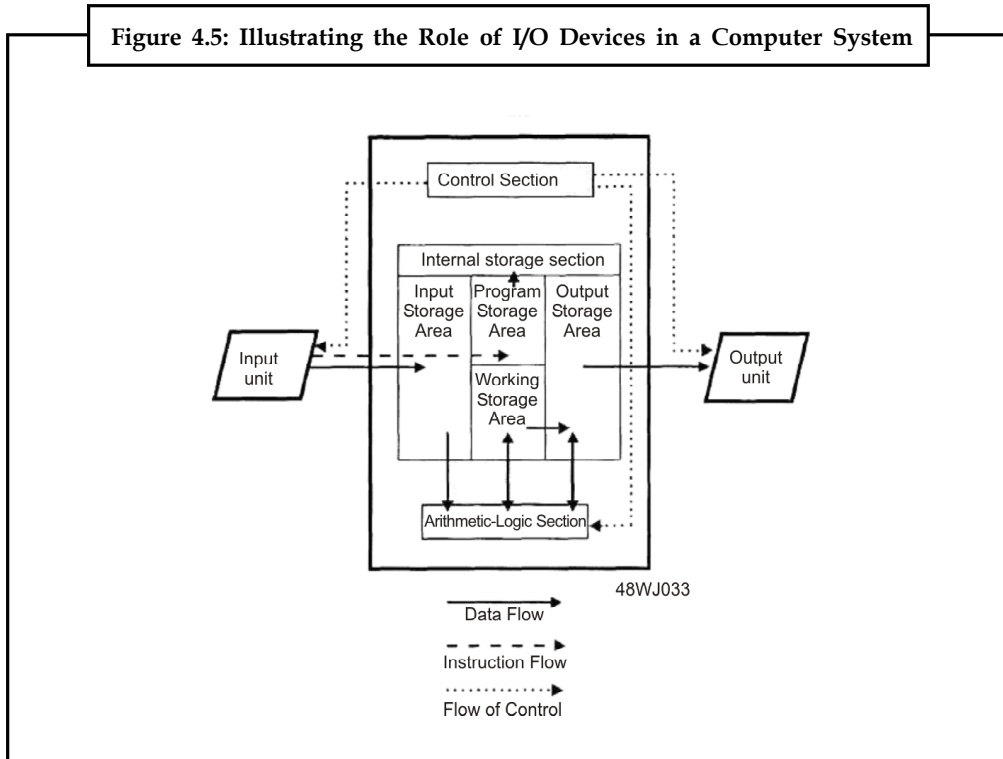 Figure 4.5: Illustrating the Role of I/O Devices in a Computer System
Control Section
Internal storage section
Input
Storage
Area
Program
Storage
Area
Output
Storage
Area
Input
unit
Working
Storage
Area
Output
unit
Arithmetic-Logic Section
48WJ033
Data Flow
Instruction Flow
Flow of Control